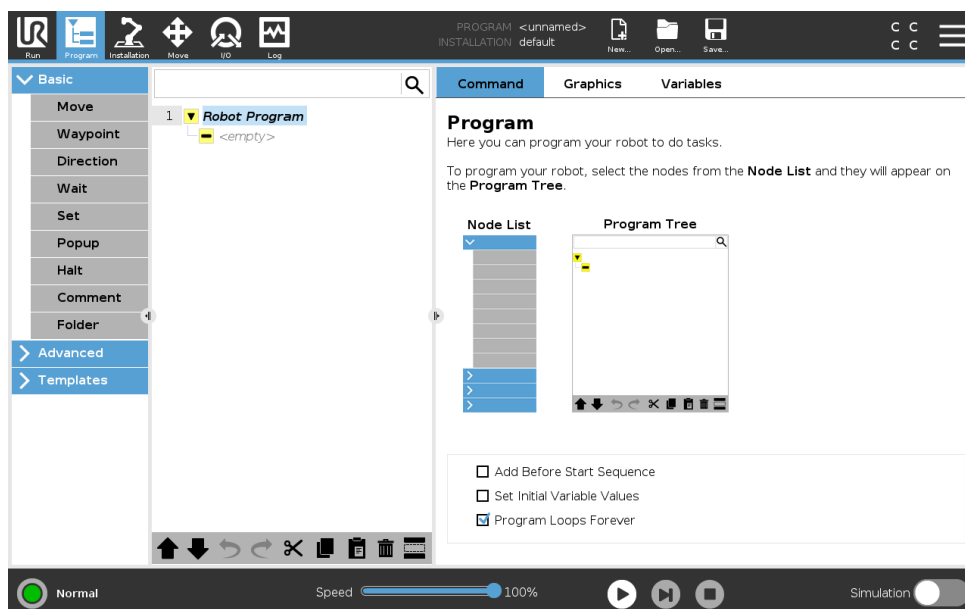 UR
Run
Program
Installation
Move
I/O
Log
PROGRAM <unnamed>
INSTALLATION default
New...
Open...
Save...
C C
C C
Basic
Move
Waypoint
Direction
Wait
Set
Popup
Halt
Comment
Folder
Advanced
Templates
1 Robot Program
<empty>
Command Graphics Variables
Program
Here you can program your robot to do tasks.
To program your robot, select the nodes from the Node List and they will appear on
the Program Tree.
Node List
Program Tree
Add Before Start Sequence
Set Initial Variable Values
Program Loops Forever
Normal
Speed
100%
Simulation